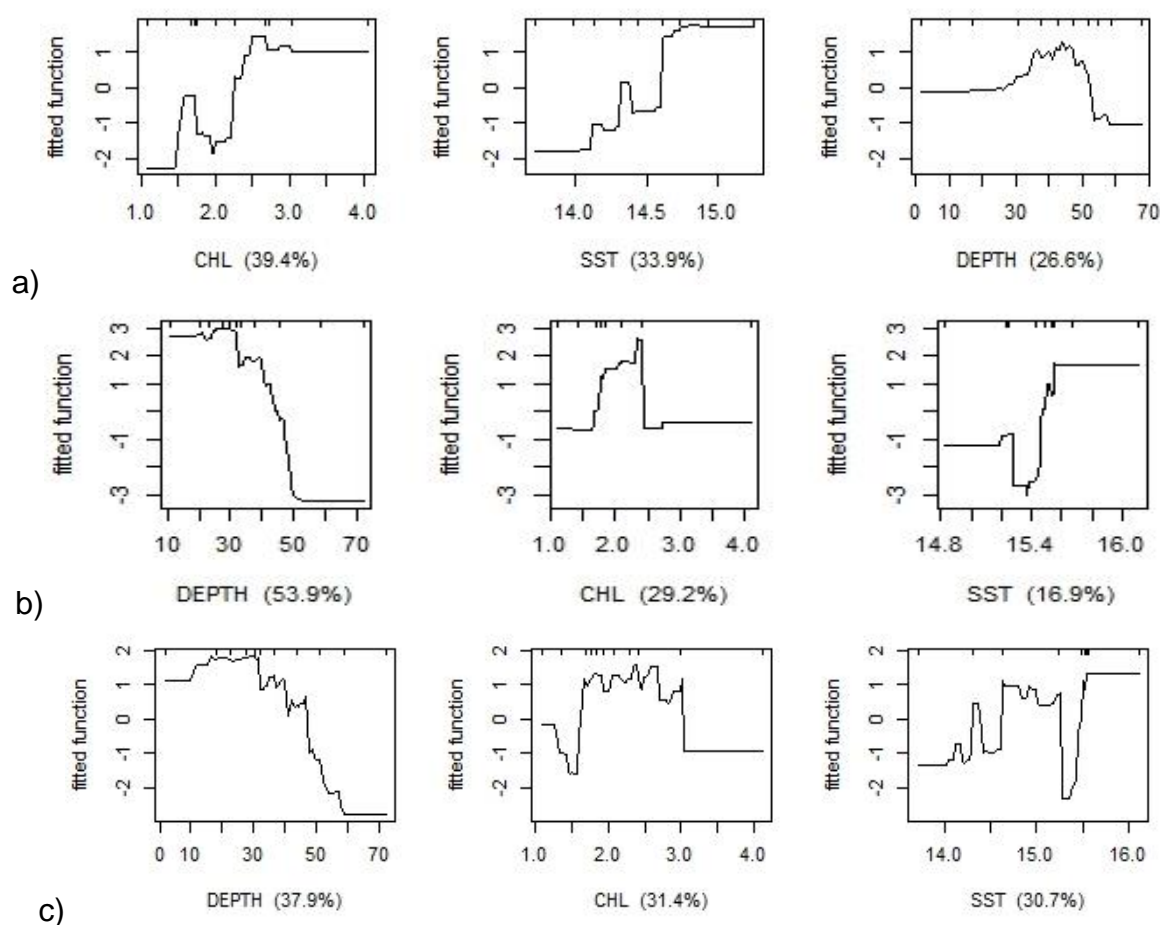 fitted function
1
0
-1
-2
1.0 2.0 3.0 4.0
CHL (39.4%)
fitted function
1
0
-1
-2
14.0 14.5 15.0
SST (33.9%)
fitted function
1
0
-1
-2
0 10 30 50 70
DEPTH (26.6%)
a)
fitted function
3
2
1
-1
-3
10 30 50 70
DEPTH (53.9%)
fitted function
3
2
1
-1
-3
1.0 2.0 3.0 4.0
CHL (29.2%)
fitted function
3
2
1
-1
-3
14.8 15.4 16.0
SST (16.9%)
b)
fitted function
2
1
0
-1
-2
0 10 30 50 70
DEPTH (37.9%)
fitted function
2
1
0
-1
-2
1.0 2.0 3.0 4.0
CHL (31.4%)
fitted function
2
1
0
-1
-2
14.0 15.0 16.0
SST (30.7%)
c)